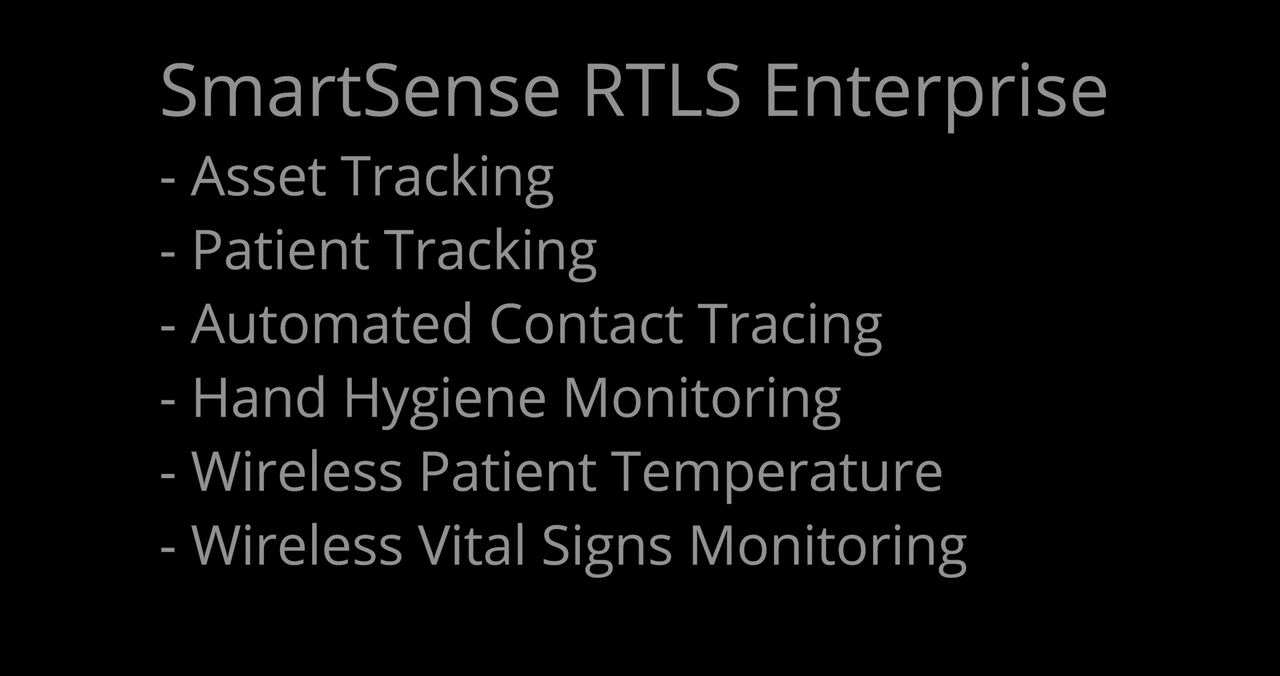 SmartSense RTLS Enterprise
- Asset Tracking
- Patient Tracking
- Automated Contact Tracing
- Hand Hygiene Monitoring
- Wireless Patient Temperature
- Wireless Vital Signs Monitoring